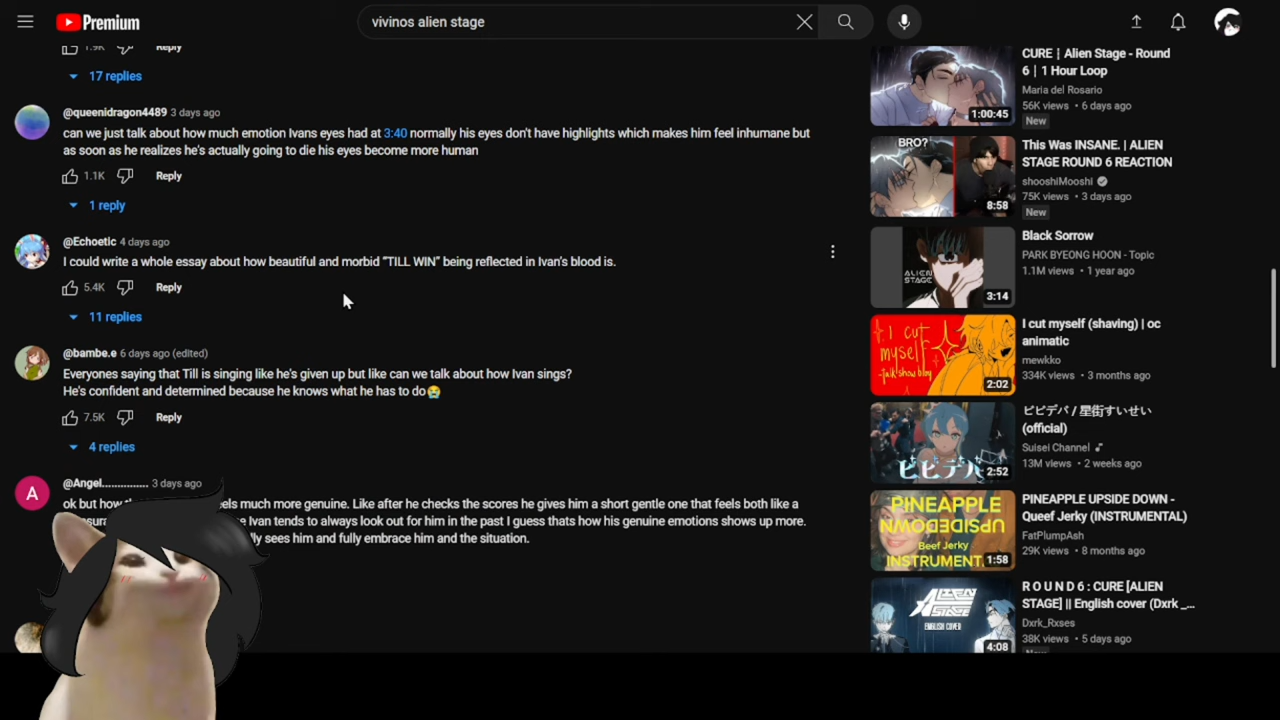 Premium
vivinos alien stage
1.9K Reply
17 replies
@queenidragon4489 3 days ago
can we just talk about how much emotion Ivans eyes had at 3:40 normally his eyes don't have highlights which makes him feel inhumane but
as soon as he realizes he's actually going to die his eyes become more human
1.1K Reply
1 reply
@Echoetic 4 days ago
I could write a whole essay about how beautiful and morbid “TILL WIN” being reflected in Ivan's blood is.
5.4K Reply
11 replies
@bambe.e 6 days ago (edited)
Everyones saying that Till is singing like he's given up but like can we talk about how Ivan sings?
He's confident and determined because he knows what he has to do😭
7.5K Reply
4 replies
A
@Angel.............. 3 days ago
ok but how much more genuine. Like after he checks the scores he gives him a short gentle one that feels both like a
Ivan tends to always look out for him in the past I guess thats how his genuine emotions shows up more.
sees him and fully embrace him and the situation.
1:00:45
CURE | Alien Stage - Round
6 | 1 Hour Loop
Maria del Rosario
56K views • 6 days ago
New
BRO?
8:58
This Was INSANE. | ALIEN
STAGE ROUND 6 REACTION
shooshiMooshi
75K views • 3 days ago
New
ALIEN
STAGE
3:14
Black Sorrow
PARK BYEONG HOON - Topic
1.1M views • 1 year ago
I CUT
MYSELF
2:02
I cut myself (shaving) | oc
animatic
mewkko
334K views • 3 months ago
ビビデバ
2:52
ビビデバ / 星街すいせい
(official)
Suisei Channel
13M views • 2 weeks ago
PINEAPPLE
UPSIDEDOWN
Beef Jerky
INSTRUMENT
1:58
PINEAPPLE UPSIDE DOWN -
Queef Jerky (INSTRUMENTAL)
FatPlumpAsh
29K views • 8 months ago
ALIEN
STAGE
ENGLISH COVER
4:08
R O U N D 6 : CURE [ALIEN
STAGE] || English cover (Dxrk _...
Dxrk_Rxses
38K views • 5 days ago